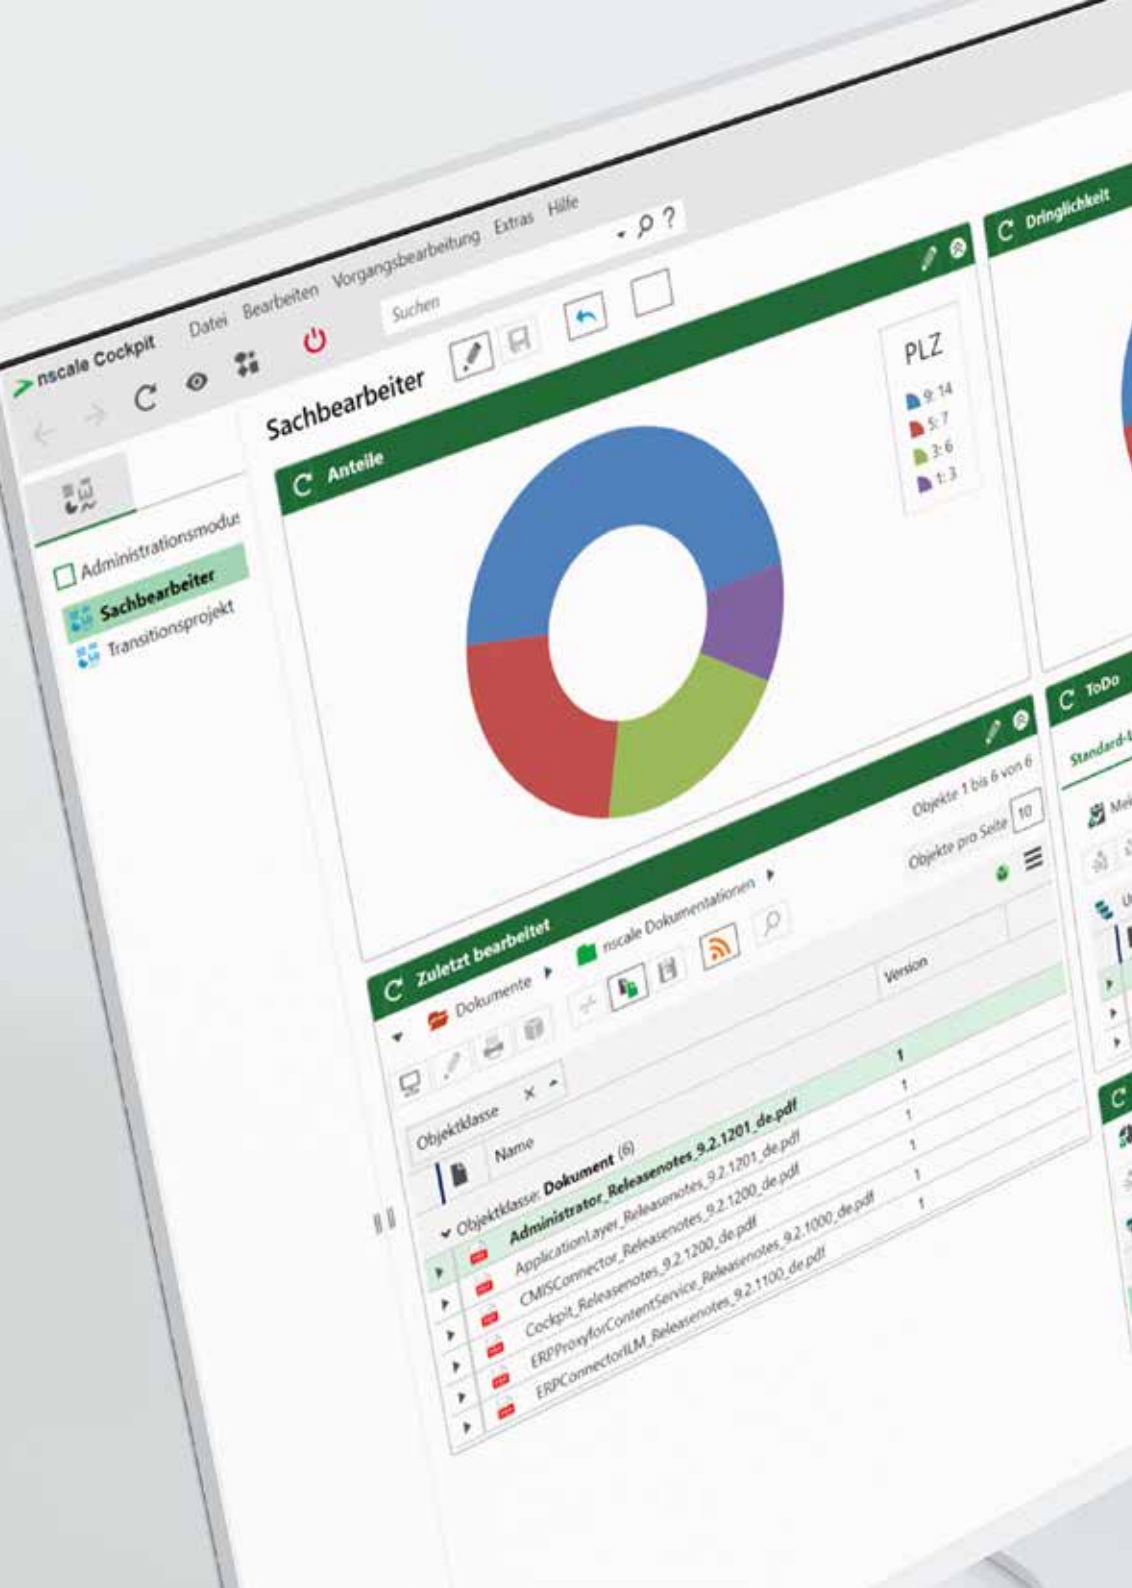 nscale Cockpit
Datei Bearbeiten Vorgangsbearbeitung Extras Hilfe
Suchen
?
Sachbearbeiter
Administrationsmodus
Sachbearbeiter
Transitionsprojekt
Anteile
PLZ
9: 14
5: 7
3: 6
1: 3
Dringlichkeit
Zuletzt bearbeitet
Dokumente
nscale Dokumentationen
Objekte 1 bis 6 von 6
Objekte pro Seite 10
Objektklasse
Name
Version
Objektklasse: Dokument (6)
Administrator_Releasenotes_9.2.1201_de.pdf 1
ApplicationLayer_Releasenotes_9.2.1201_de.pdf 1
CMISConnector_Releasenotes_9.2.1200_de.pdf 1
Cockpit_Releasenotes_9.2.1200_de.pdf 1
ERPProxyforContentService_Releasenotes_9.2.1000_de.pdf 1
ERPConnectorILM_Releasenotes_9.2.1100_de.pdf 1
ToDo